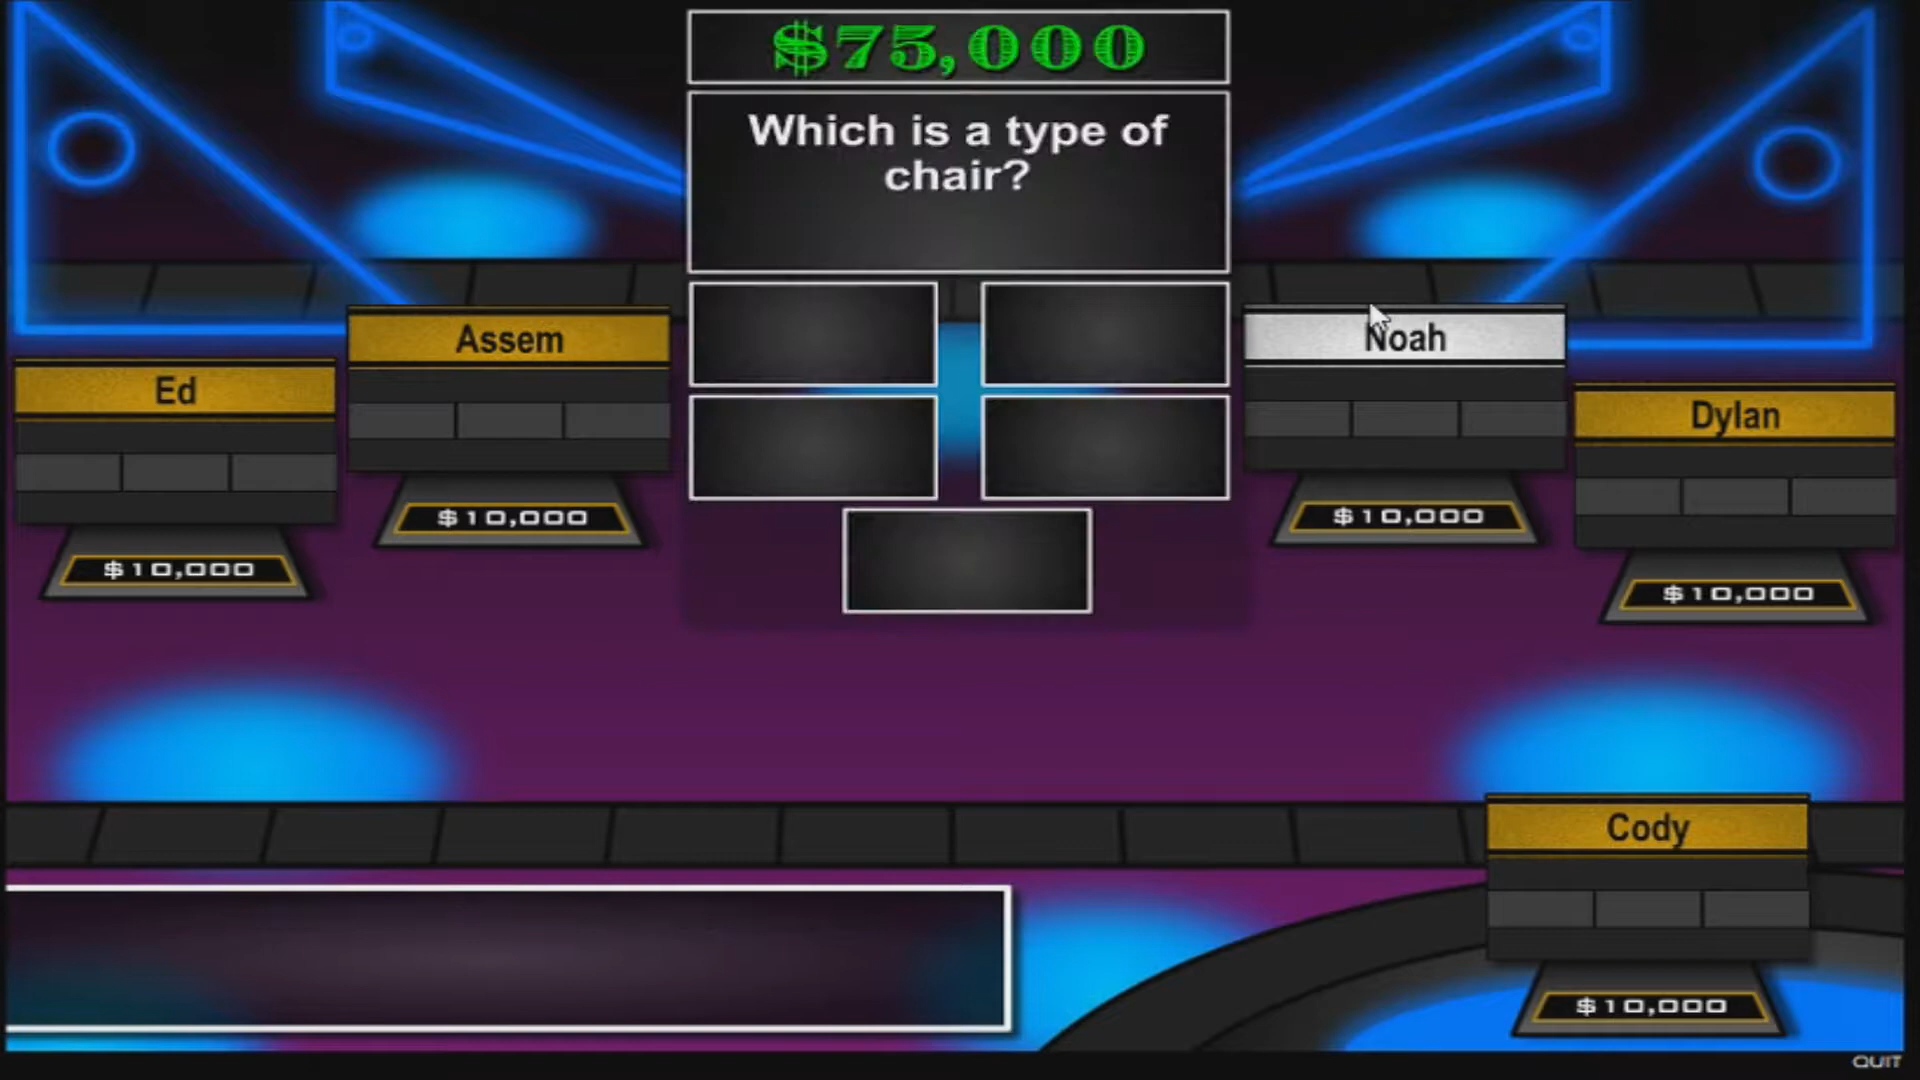 $75,000
Which is a type of
chair?
Assem
Noah
Ed
Dylan
$10,000
$10,000
$10,000
$10,000
Cody
$10,000
QUIT